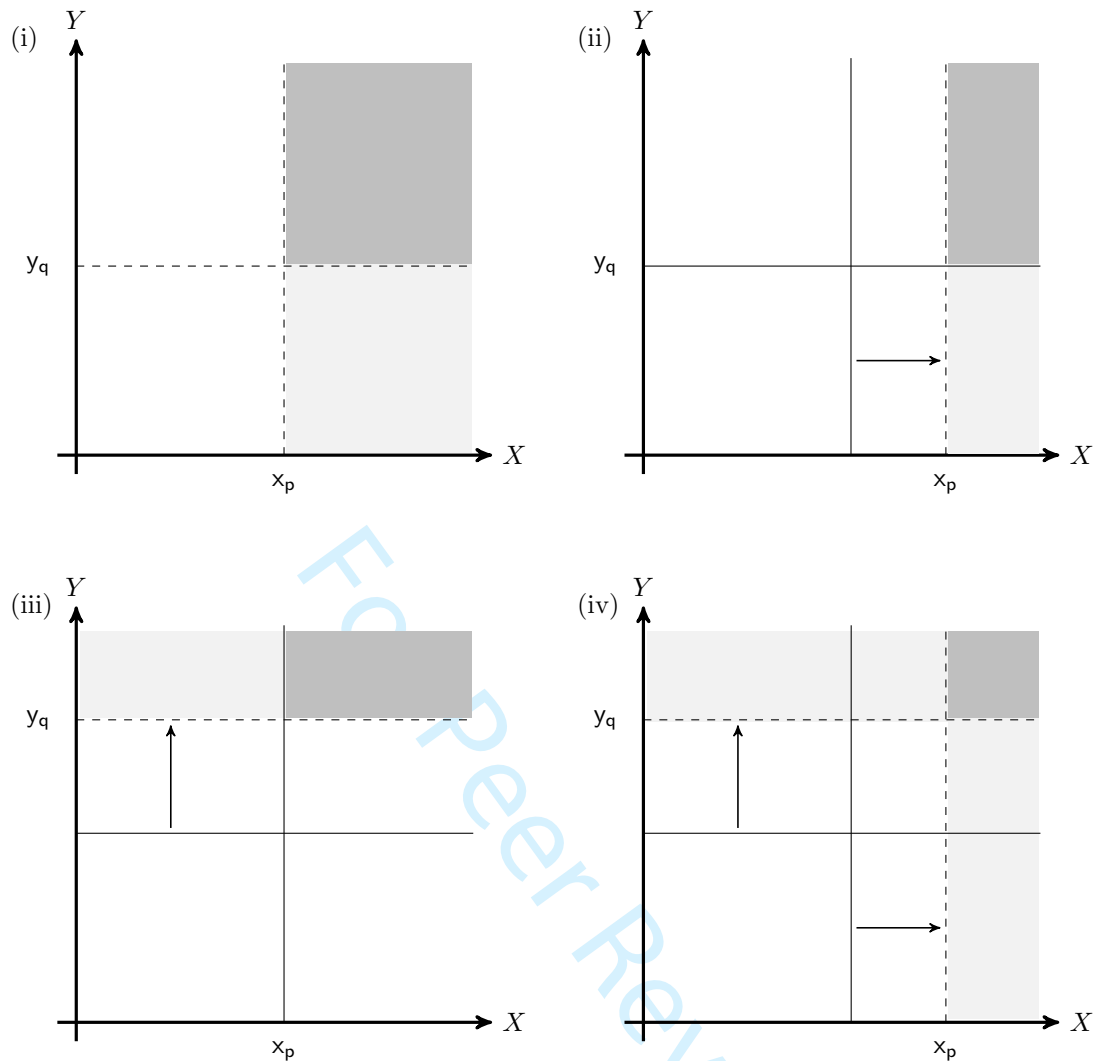 (i)
Y
y_q
x_p
X
(ii)
Y
y_q
x_p
X
(iii)
Y
y_q
x_p
X
(iv)
Y
y_q
x_p
X
For Peer Rev